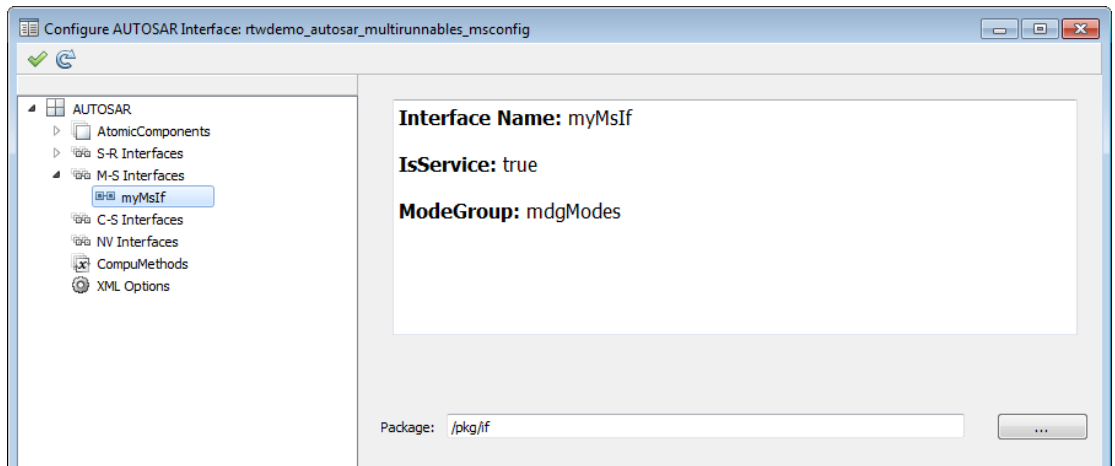 Configure AUTOSAR Interface: rtwdemo_autosar_multirunnables_msconfig
AUTOSAR
AtomicComponents
S-R Interfaces
M-S Interfaces
myMsIf
C-S Interfaces
NV Interfaces
CompuMethods
XML Options
Interface Name: myMsIf
IsService: true
ModeGroup: mdgModes
Package: /pkg/if ...